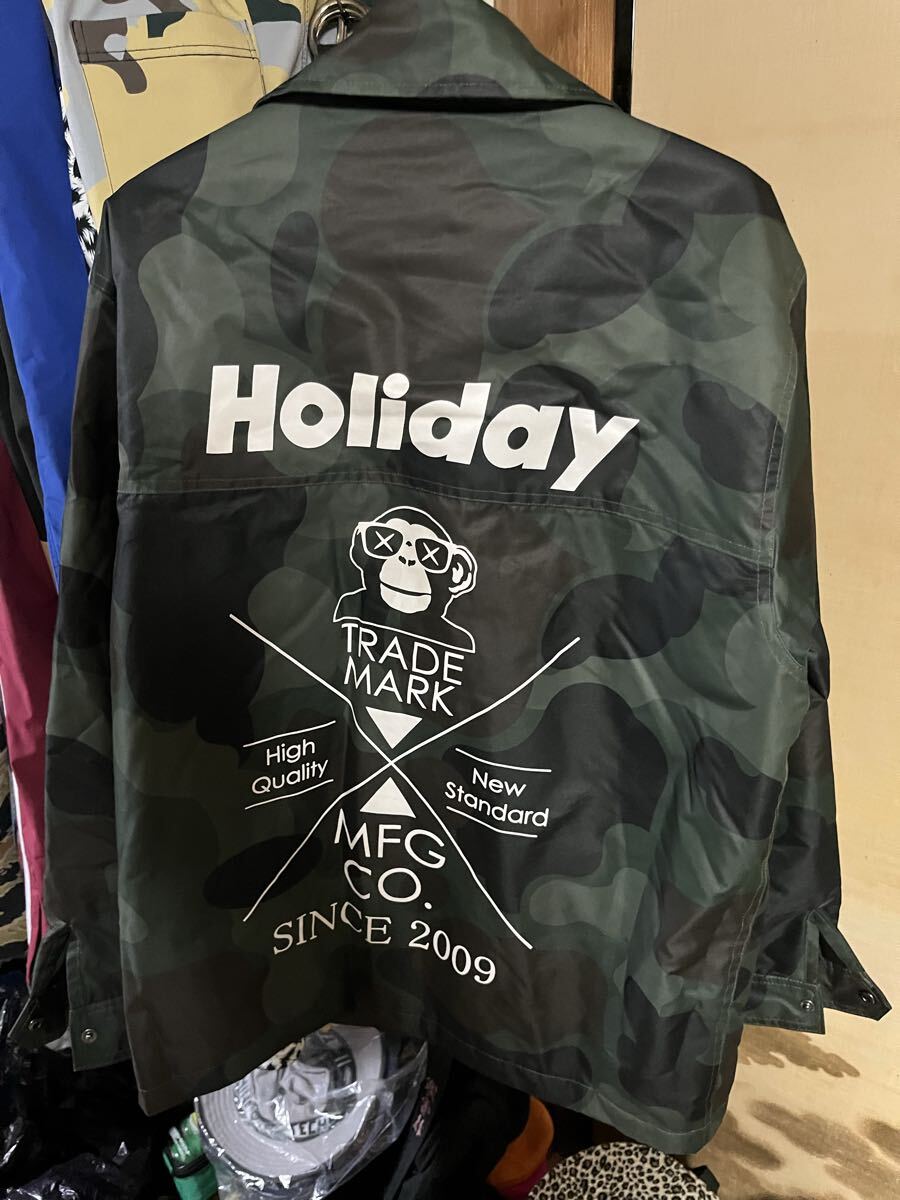 Holiday
TRADE
MARK
High
Quality
New
Standard
MFG
CO.
SINCE 2009